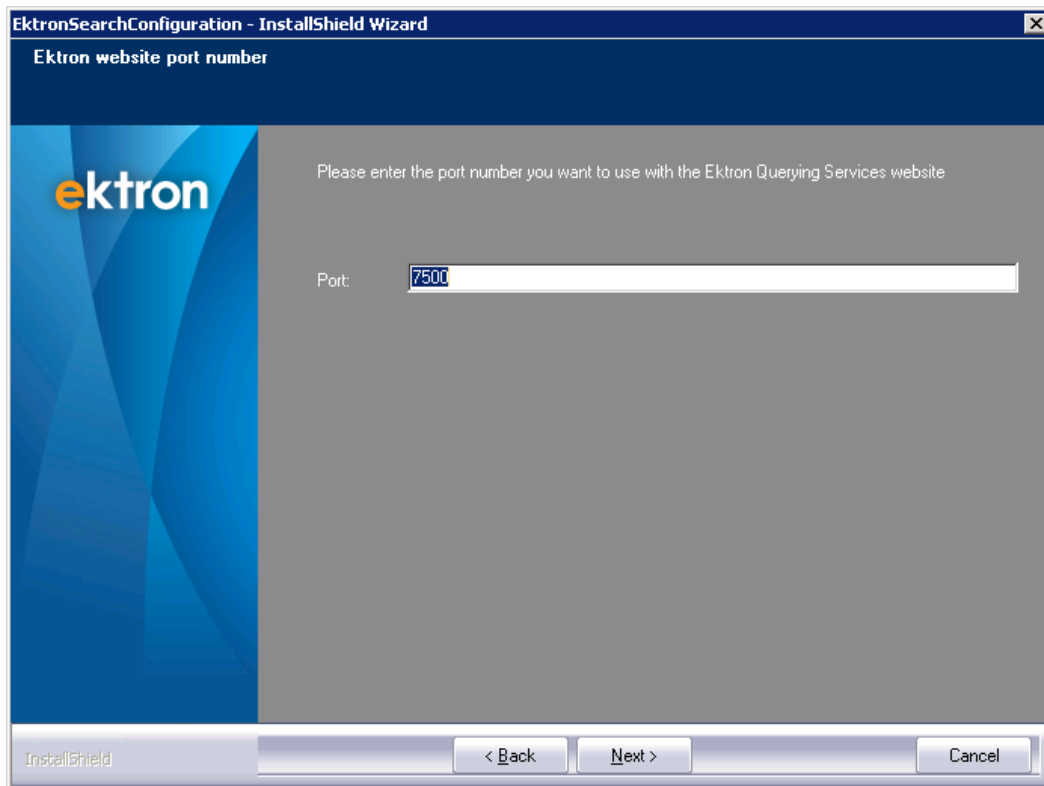 EktronSearchConfiguration - InstallShield Wizard
Ektron website port number
ektron
Please enter the port number you want to use with the Ektron Querying Services website
Port: 7500
InstallShield
< Back Next > Cancel